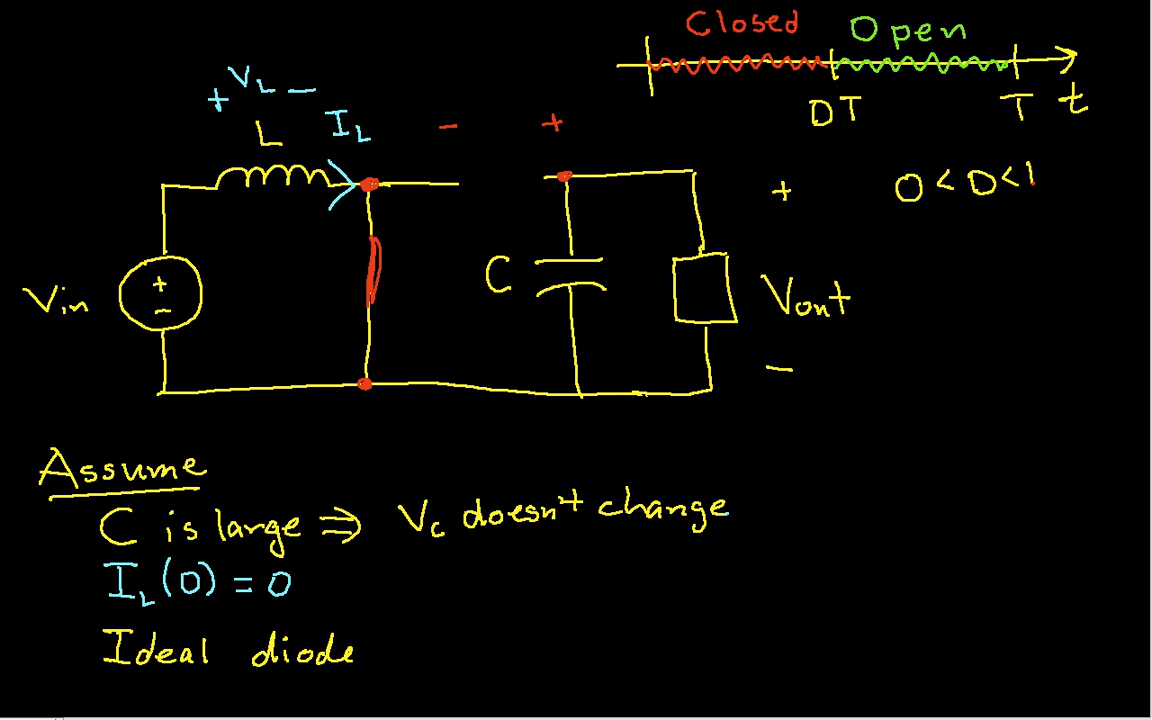 Closed Open
DT T t
0 < D < 1
+ VL −
L IL − +
+
Vin + − C Vout
−
Assume
C is large ⇒ Vc doesn't change
IL(0) = 0
Ideal diode